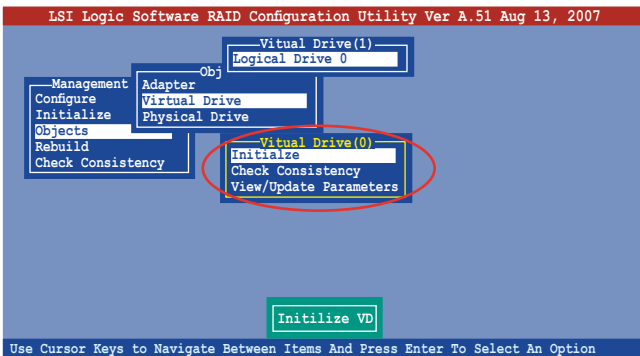 LSI Logic Software RAID Configuration Utility Ver A.51 Aug 13, 2007
Vitual Drive(1)
Logical Drive 0
Obj
Adapter
Virtual Drive
Physical Drive
Management
Configure
Initialize
Objects
Rebuild
Check Consistency
Vitual Drive(0)
Initialze
Check Consistency
View/Update Parameters
Initilize VD
Use Cursor Keys to Navigate Between Items And Press Enter To Select An Option